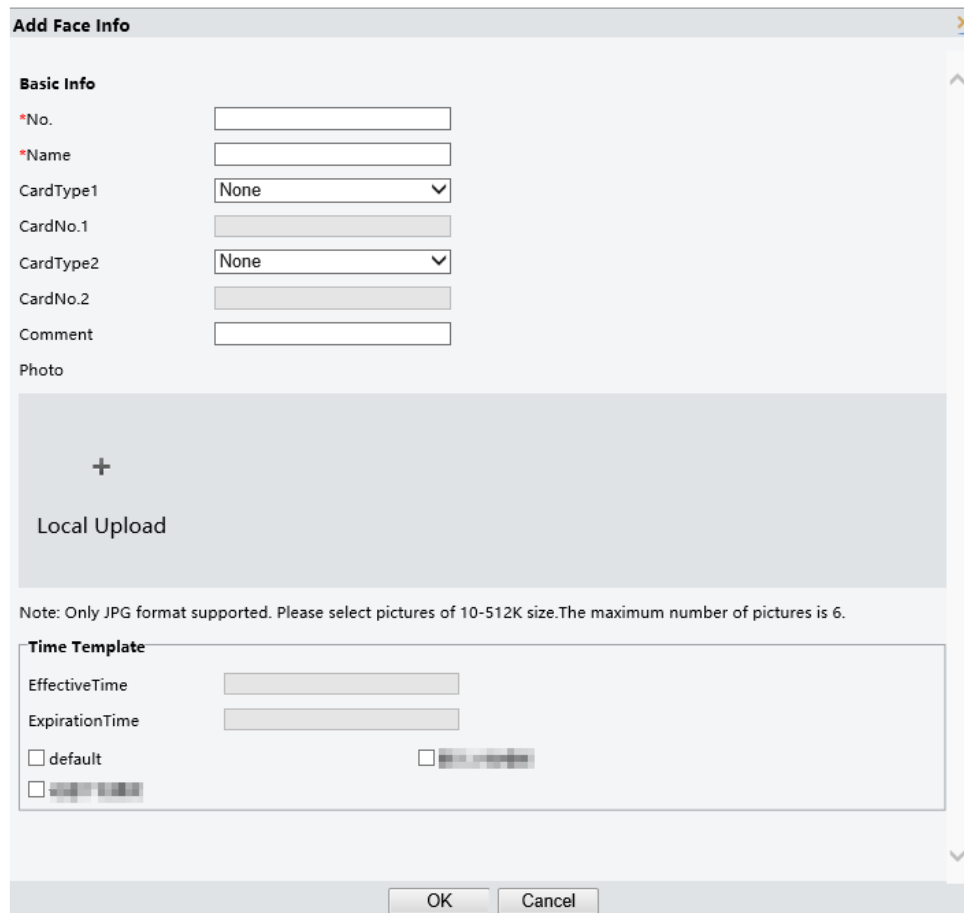 Add Face Info
Basic Info
*No.
*Name
CardType1 None
CardNo.1
CardType2 None
CardNo.2
Comment
Photo
+
Local Upload
Note: Only JPG format supported. Please select pictures of 10-512K size.The maximum number of pictures is 6.
Time Template
EffectiveTime
ExpirationTime
default
OK Cancel